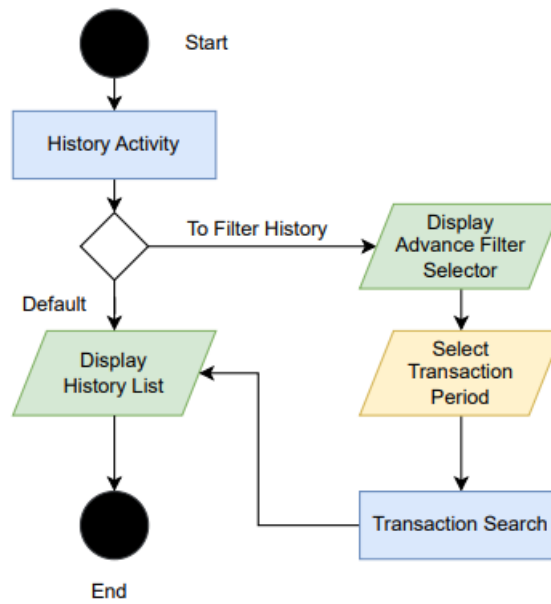 Start
History Activity
To Filter History
Display
Advance Filter
Selector
Default
Display
History List
Select
Transaction
Period
Transaction Search
End